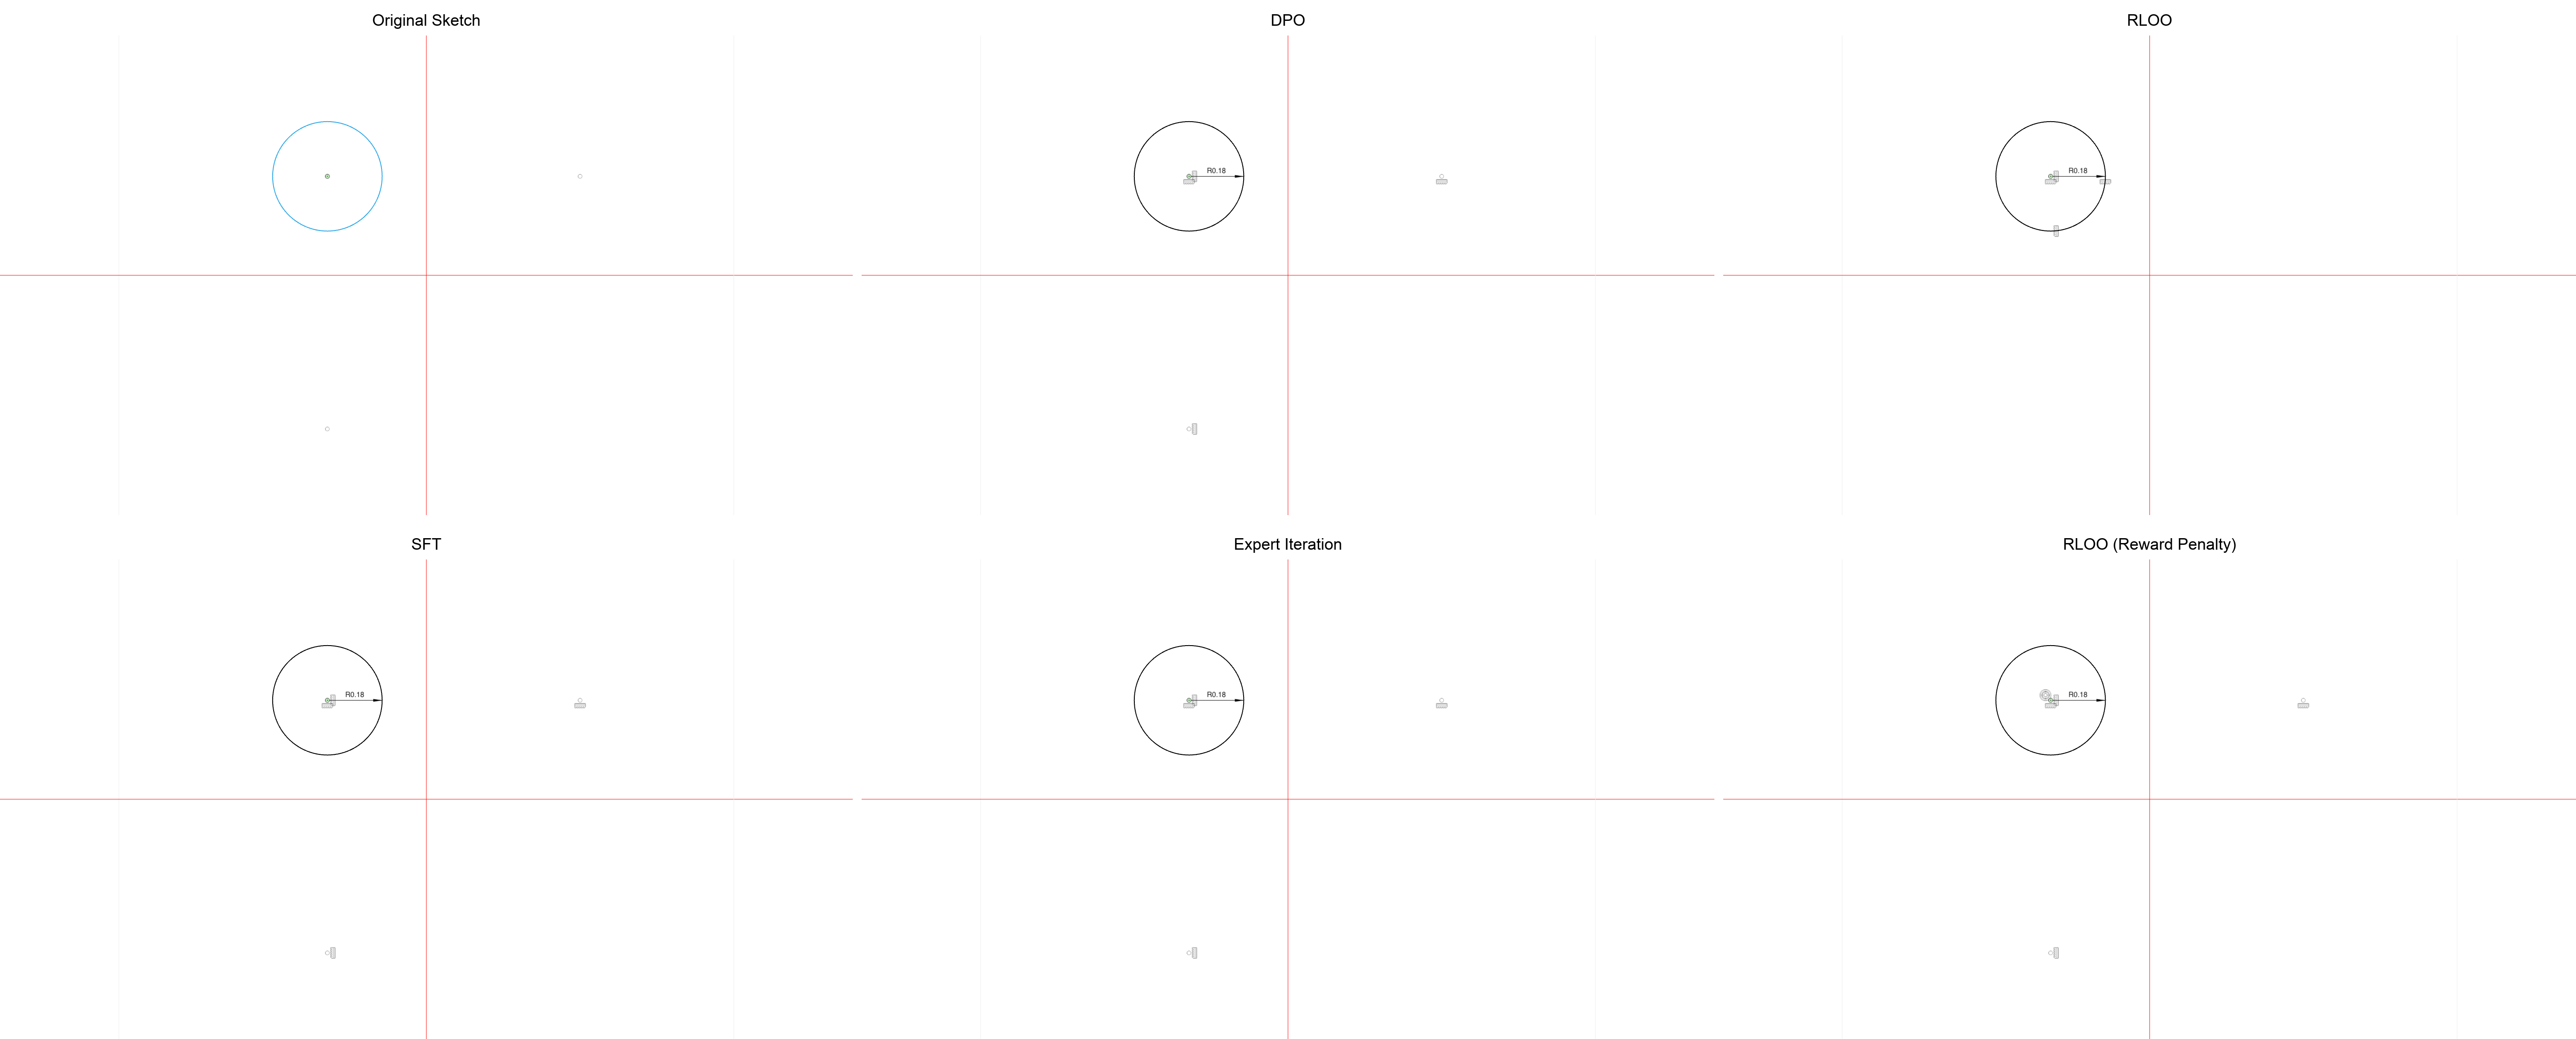 Original Sketch
DPO
R0.18
RLOO
R0.18
SFT
R0.18
Expert Iteration
R0.18
RLOO (Reward Penalty)
R0.18